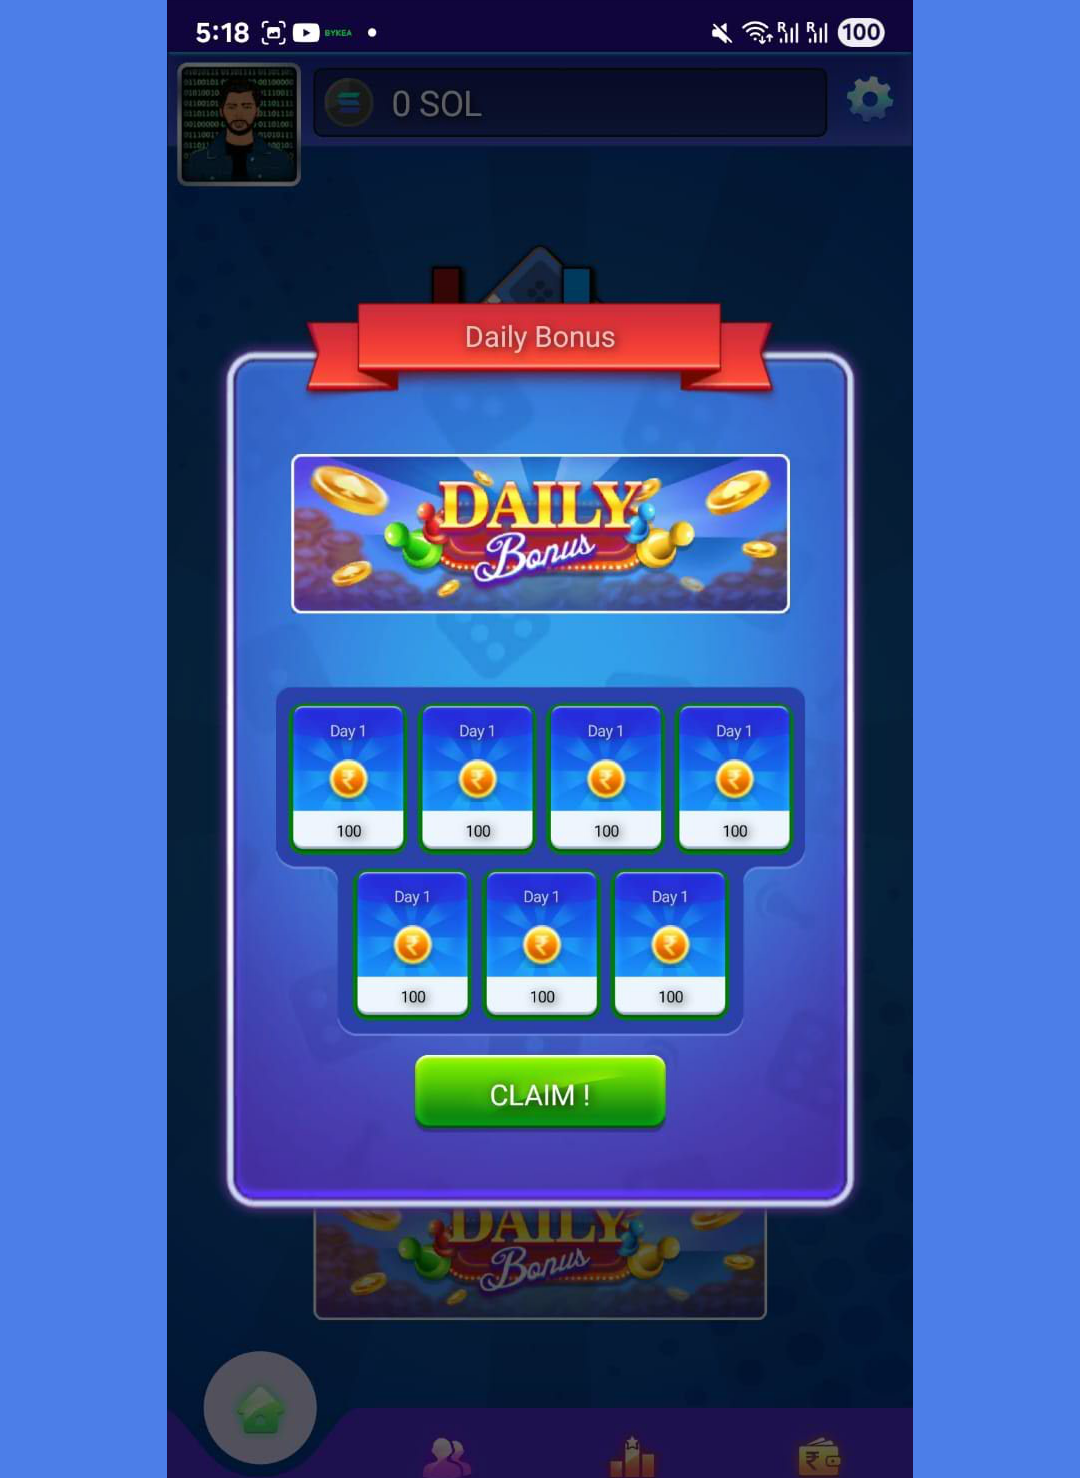 5:18 BYKEA R R 100
0 SOL
Daily Bonus
DAILY
Bonus
Day 1 Day 1 Day 1 Day 1
₹ ₹ ₹ ₹
100 100 100 100
Day 1 Day 1 Day 1
₹ ₹ ₹
100 100 100
CLAIM !
DAILY
Bonus
₹